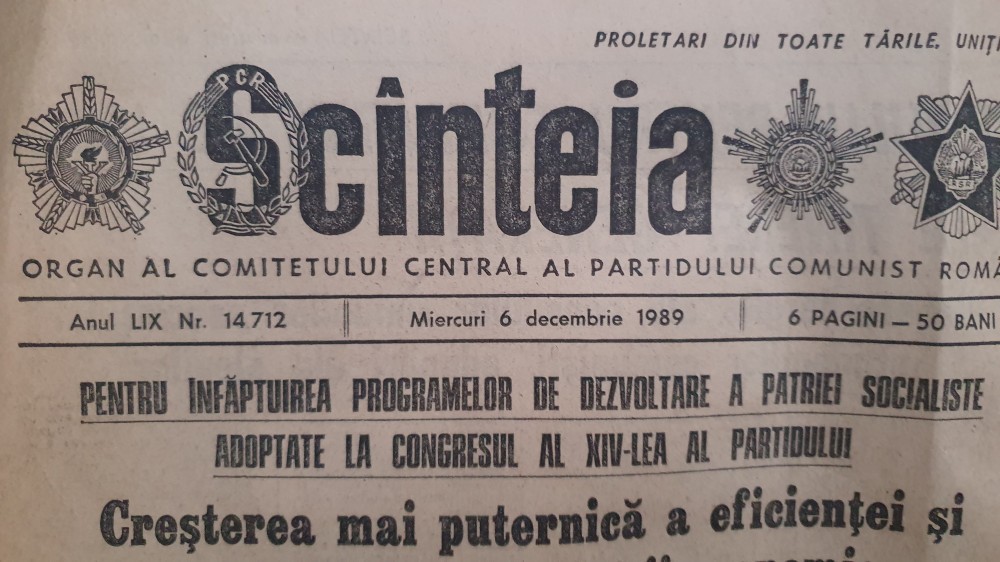 PROLETARI DIN TOATE ȚĂRILE, UNIȚI
PCR
Scînteia
ORGAN AL COMITETULUI CENTRAL AL PARTIDULUI COMUNIST ROMÂ
Anul LIX Nr. 14 712
Miercuri 6 decembrie 1989
6 PAGINI — 50 BANI
PENTRU ÎNFĂPTUIREA PROGRAMELOR DE DEZVOLTARE A PATRIEI SOCIALISTE
ADOPTATE LA CONGRESUL AL XIV-LEA AL PARTIDULUI
Creșterea mai puternică a eficienței și